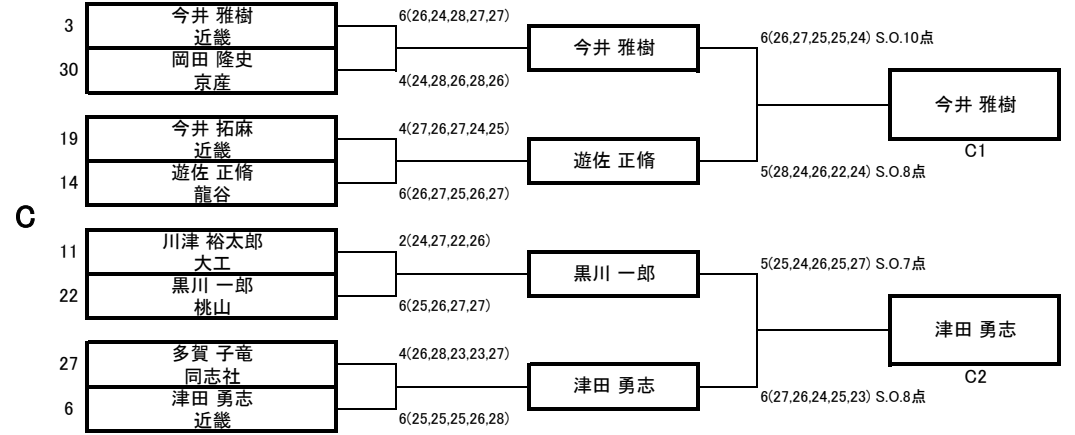 3
今井 雅樹
近畿
6(26,24,28,27,27)
30
岡田 隆史
京産
4(24,28,26,28,26)
今井 雅樹
6(26,27,25,25,24) S.O.10点
今井 雅樹
C1
19
今井 拓麻
近畿
4(27,26,27,24,25)
14
遊佐 正脩
龍谷
6(26,27,25,26,27)
遊佐 正脩
5(28,24,26,22,24) S.O.8点
C
11
川津 裕太郎
大工
2(24,27,22,26)
22
黒川 一郎
桃山
6(25,26,27,27)
黒川 一郎
5(25,24,26,25,27) S.O.7点
津田 勇志
C2
27
多賀 子竜
同志社
4(26,28,23,23,27)
6
津田 勇志
近畿
6(25,25,25,26,28)
津田 勇志
6(27,26,24,25,23) S.O.8点